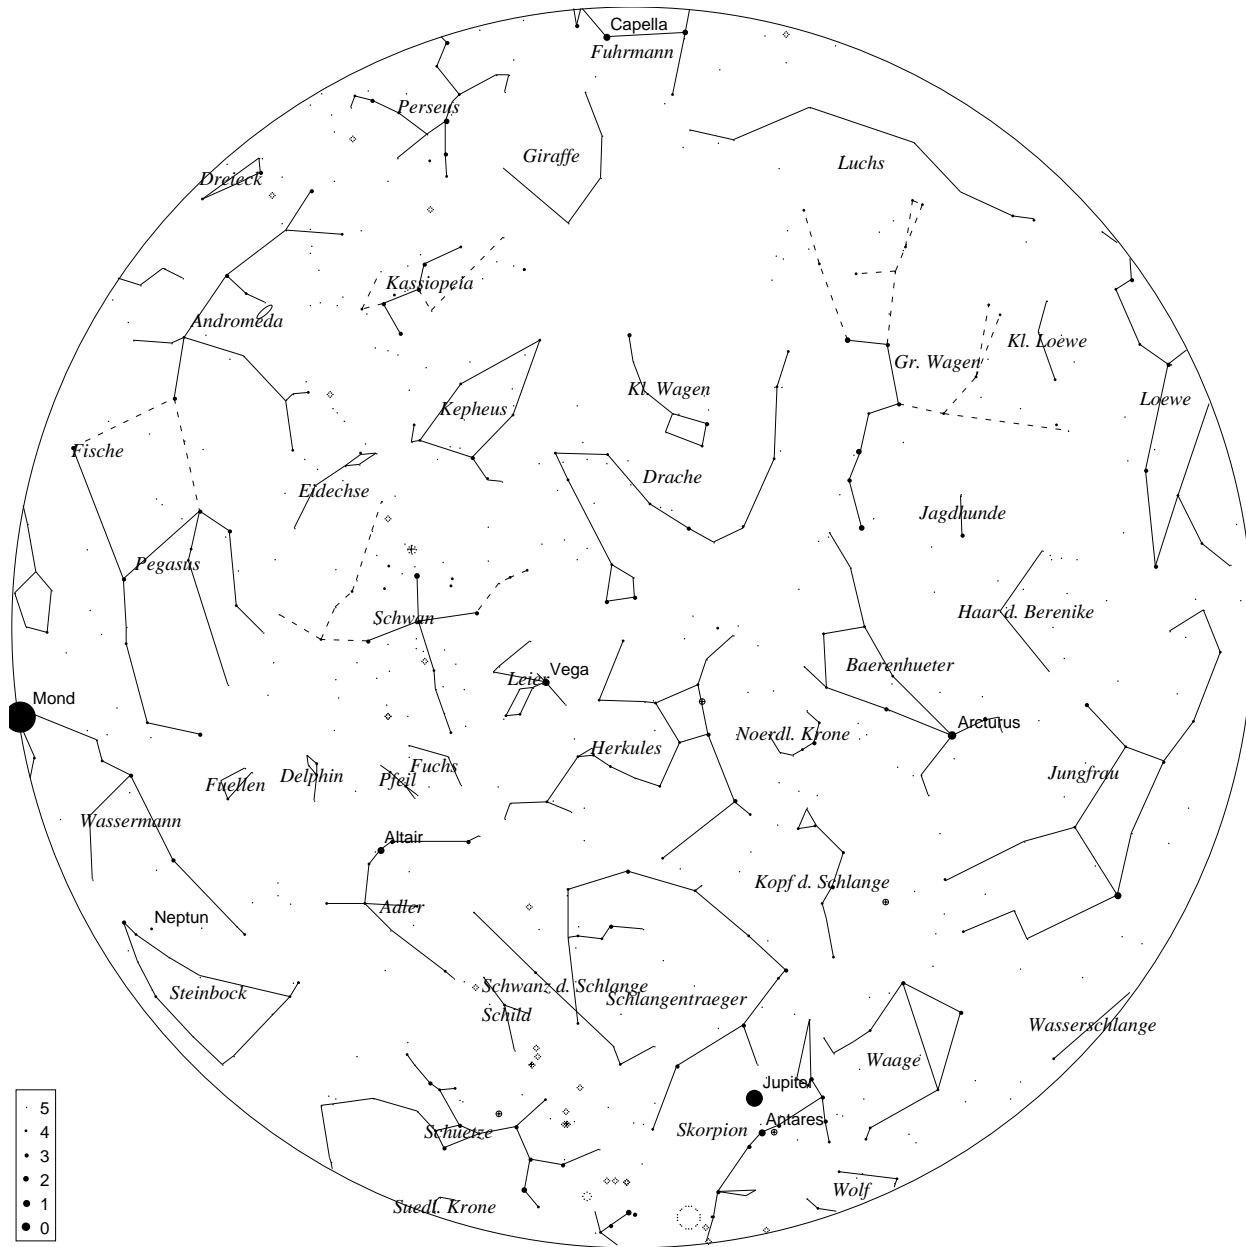 Capella
Fuhrmann
Perseus
Giraffe
Luchs
Dreieck
Kassiopeia
Andromeda
Kl. Loewe
Gr. Wagen
Kl. Wagen
Loewe
Kepheus
Fische
Drache
Eidechse
Jagdhunde
Pegasus
Haar d. Berenike
Schwan
Baerenhueter
Vega
Leier
Mond
Arcturus
Noerdl. Krone
Herkules
Fuchs
Jungfrau
Delphin
Pfeil
Fuellen
Wassermann
Altair
Kopf d. Schlange
Adler
Neptun
Schwanz d. Schlange
Steinbock
Schlangentraeger
Schild
Wasserschlange
Waage
Jupiter
Antares
Skorpion
Schuetze
Wolf
Suedl. Krone
5
4
3
2
1
0